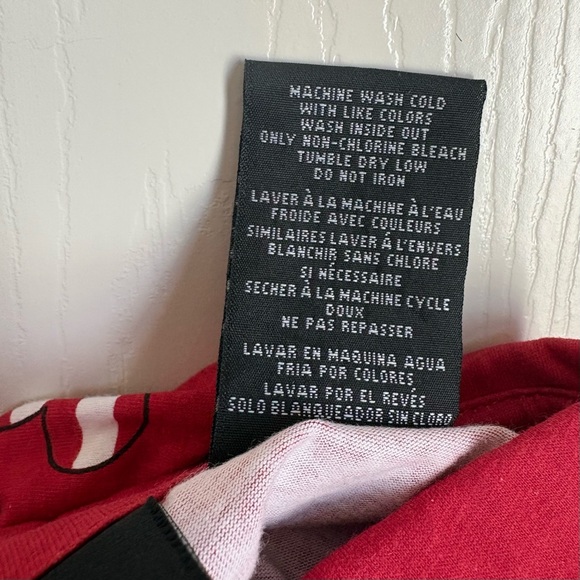 MACHINE WASH COLD
WITH LIKE COLORS
WASH INSIDE OUT
ONLY NON-CHLORINE BLEACH
TUMBLE DRY LOW
DO NOT IRON
LAVER À LA MACHINE À L'EAU
FROIDE AVEC COULEURS
SIMILAIRES LAVER À L'ENVERS
BLANCHIR SANS CHLORE
SI NÉCESSAIRE
SECHER À LA MACHINE CYCLE
DOUX
NE PAS REPASSER
LAVAR EN MAQUINA AGUA
FRIA POR COLORES
LAVAR POR EL REVÉS
SOLO BLANQUEADOR SIN CLORO